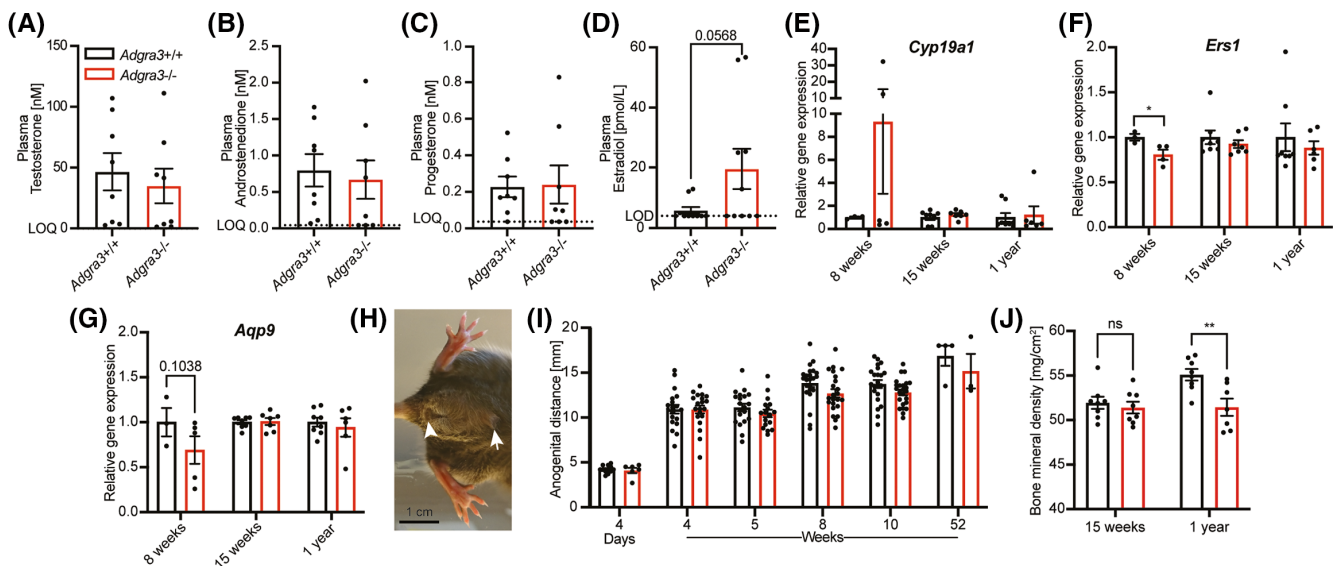 (A)
Plasma
Testosterone [nM]
150
100
50
LOQ 0
Adgra3+/+
Adgra3-/-
Adgra3+/+
Adgra3-/-
(B)
Plasma
Androstenedione [nM]
2.5
2.0
1.5
1.0
0.5
LOQ
0.0
Adgra3+/+
Adgra3-/-
(C)
Plasma
Progesterone [nM]
1.0
0.8
0.6
0.4
0.2
LOQ
0.0
Adgra3+/+
Adgra3-/-
(D)
Plasma
Estradiol [pmol/L]
60
40
20
LOD
0
0.0568
Adgra3+/+
Adgra3-/-
(E)
Cyp19a1
Relative gene expression
40
30
20
10
10
8
6
4
2
0
8 weeks
15 weeks
1 year
(F)
Ers1
Relative gene expression
2.0
1.5
1.0
0.5
0.0
*
8 weeks
15 weeks
1 year
(G)
Aqp9
Relative gene expression
2.0
1.5
1.0
0.5
0.0
0.1038
8 weeks
15 weeks
1 year
(H)
1 cm
(I)
Anogenital distance [mm]
20
15
10
5
0
4 4 5 8 10 52
Days Weeks
(J)
Bone mineral density [mg/cm²]
60
55
50
45
40
ns
**
15 weeks
1 year